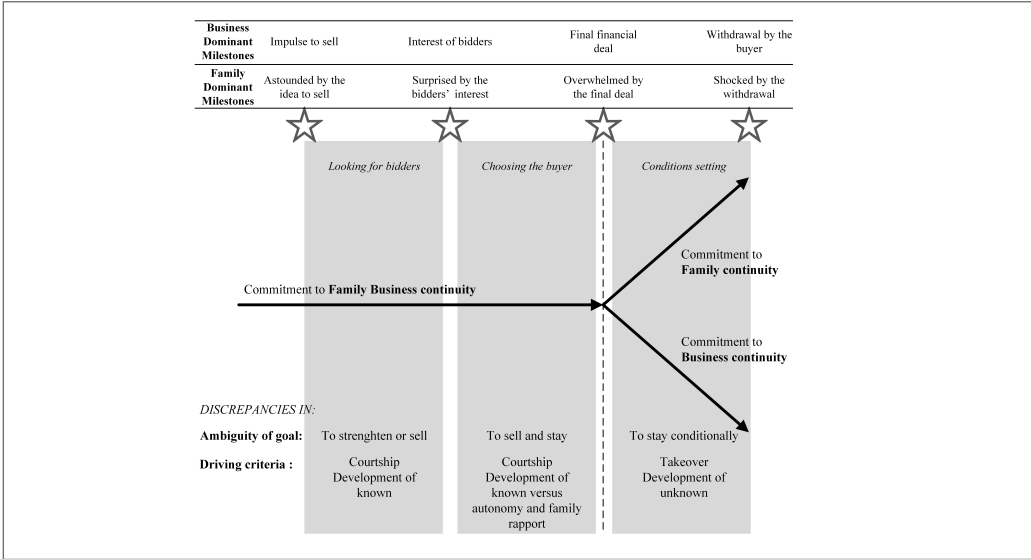 Business Dominant Milestones
Impulse to sell
Interest of bidders
Final financial deal
Withdrawal by the buyer
Family Dominant Milestones
Astounded by the idea to sell
Surprised by the bidders' interest
Overwhelmed by the final deal
Shocked by the withdrawal
Looking for bidders
Choosing the buyer
Conditions setting
Commitment to Family continuity
Commitment to Family Business continuity
Commitment to Business continuity
DISCREPANCIES IN:
Ambiguity of goal:
To strenghten or sell
To sell and stay
To stay conditionally
Driving criteria :
Courtship
Development of
known
Courtship
Development of
known versus
autonomy and family
rapport
Takeover
Development of
unknown